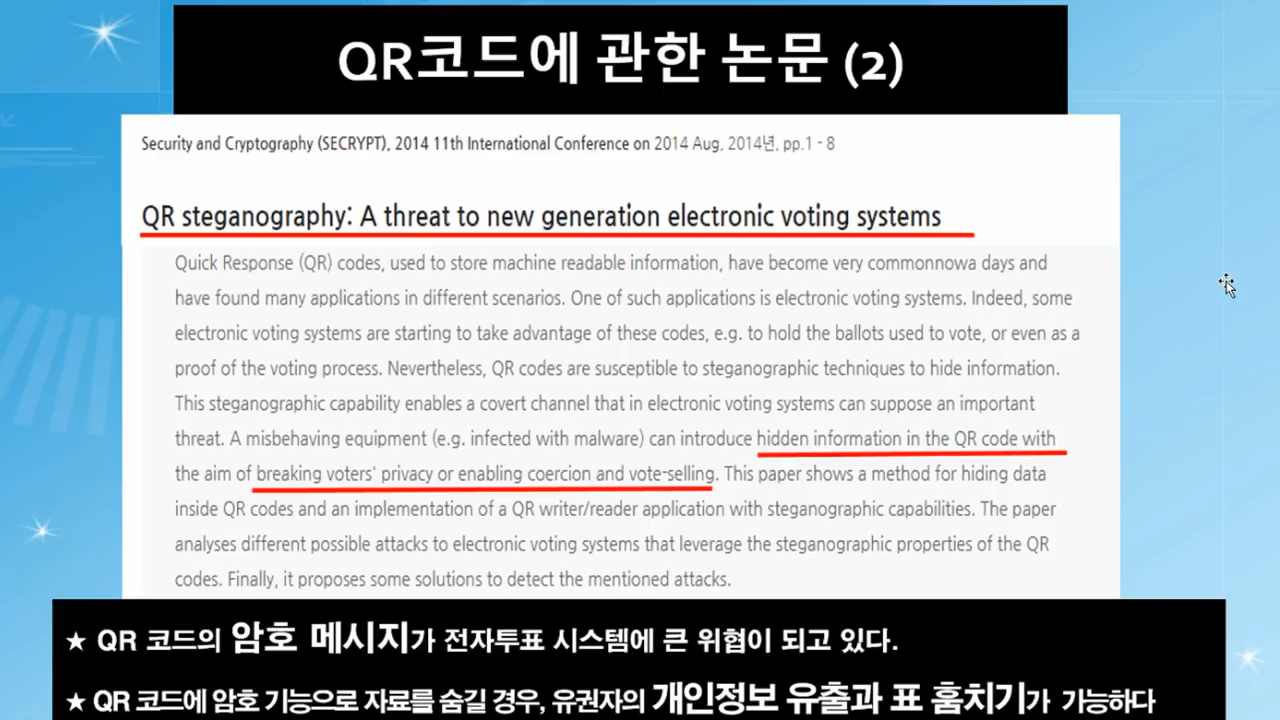 QR코드에 관한 논문 (2)
Security and Cryptography (SECRYPT), 2014 11th International Conference on 2014 Aug, 2014년, pp.1 - 8
QR steganography: A threat to new generation electronic voting systems
Quick Response (QR) codes, used to store machine readable information, have become very commonnowa days and
have found many applications in different scenarios. One of such applications is electronic voting systems. Indeed, some
electronic voting systems are starting to take advantage of these codes, e.g. to hold the ballots used to vote, or even as a
proof of the voting process. Nevertheless, QR codes are susceptible to steganographic techniques to hide information.
This steganographic capability enables a covert channel that in electronic voting systems can suppose an important
threat. A misbehaving equipment (e.g. infected with malware) can introduce hidden information in the QR code with
the aim of breaking voters' privacy or enabling coercion and vote-selling. This paper shows a method for hiding data
inside QR codes and an implementation of a QR writer/reader application with steganographic capabilities. The paper
analyses different possible attacks to electronic voting systems that leverage the steganographic properties of the QR
codes. Finally, it proposes some solutions to detect the mentioned attacks.
★ QR 코드의 암호 메시지가 전자투표 시스템에 큰 위협이 되고 있다.
★ QR 코드에 암호 기능으로 자료를 숨길 경우, 유권자의 개인정보 유출과 표 훔치기가 가능하다